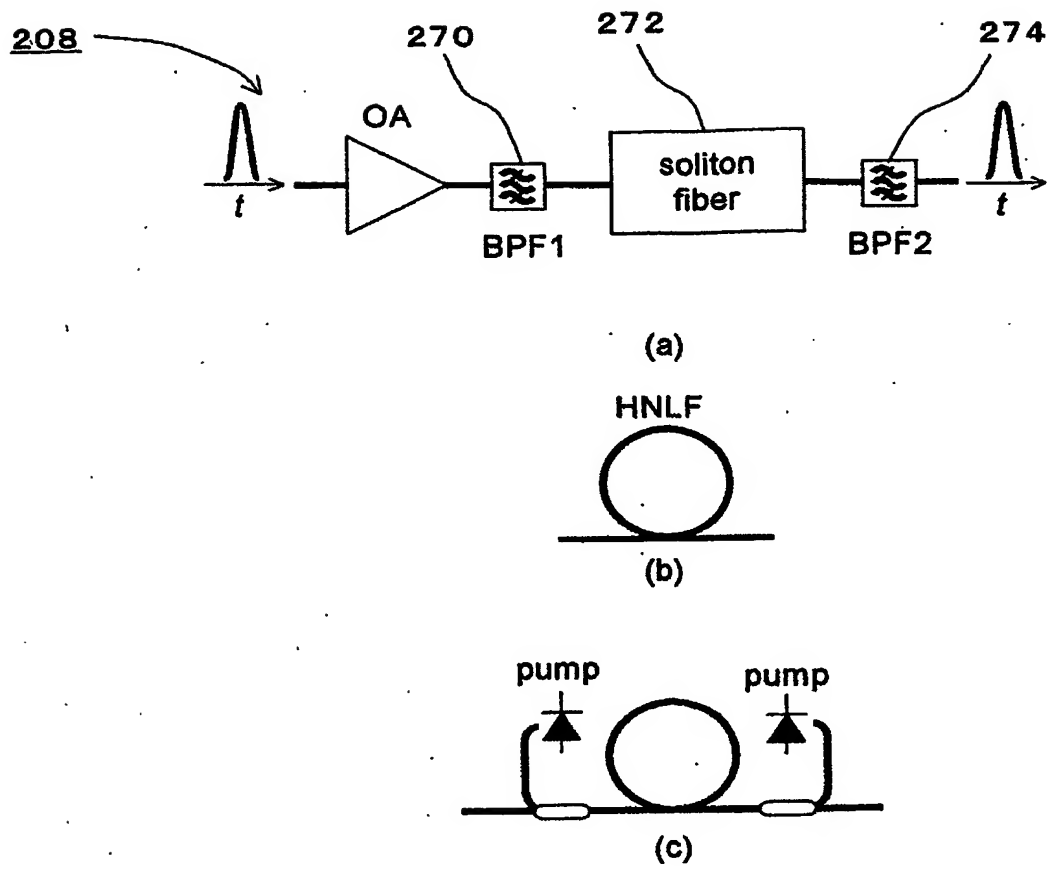 208
270
272
274
OA
soliton
fiber
t
BPF1
BPF2
t
(a)
HNLF
(b)
pump
pump
(c)